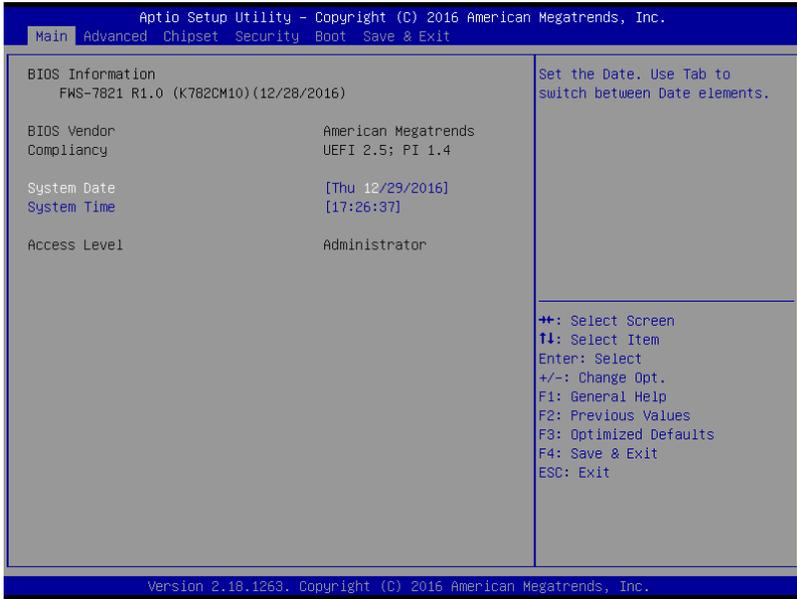 Aptio Setup Utility – Copyright (C) 2016 American Megatrends, Inc.
Main Advanced Chipset Security Boot Save & Exit
BIOS Information
FWS-7821 R1.0 (K782CM10)(12/28/2016)
BIOS Vendor American Megatrends
Compliancy UEFI 2.5; PI 1.4
System Date [Thu 12/29/2016]
System Time [17:26:37]
Access Level Administrator
Set the Date. Use Tab to
switch between Date elements.
→←: Select Screen
↑↓: Select Item
Enter: Select
+/-: Change Opt.
F1: General Help
F2: Previous Values
F3: Optimized Defaults
F4: Save & Exit
ESC: Exit
Version 2.18.1263. Copyright (C) 2016 American Megatrends, Inc.